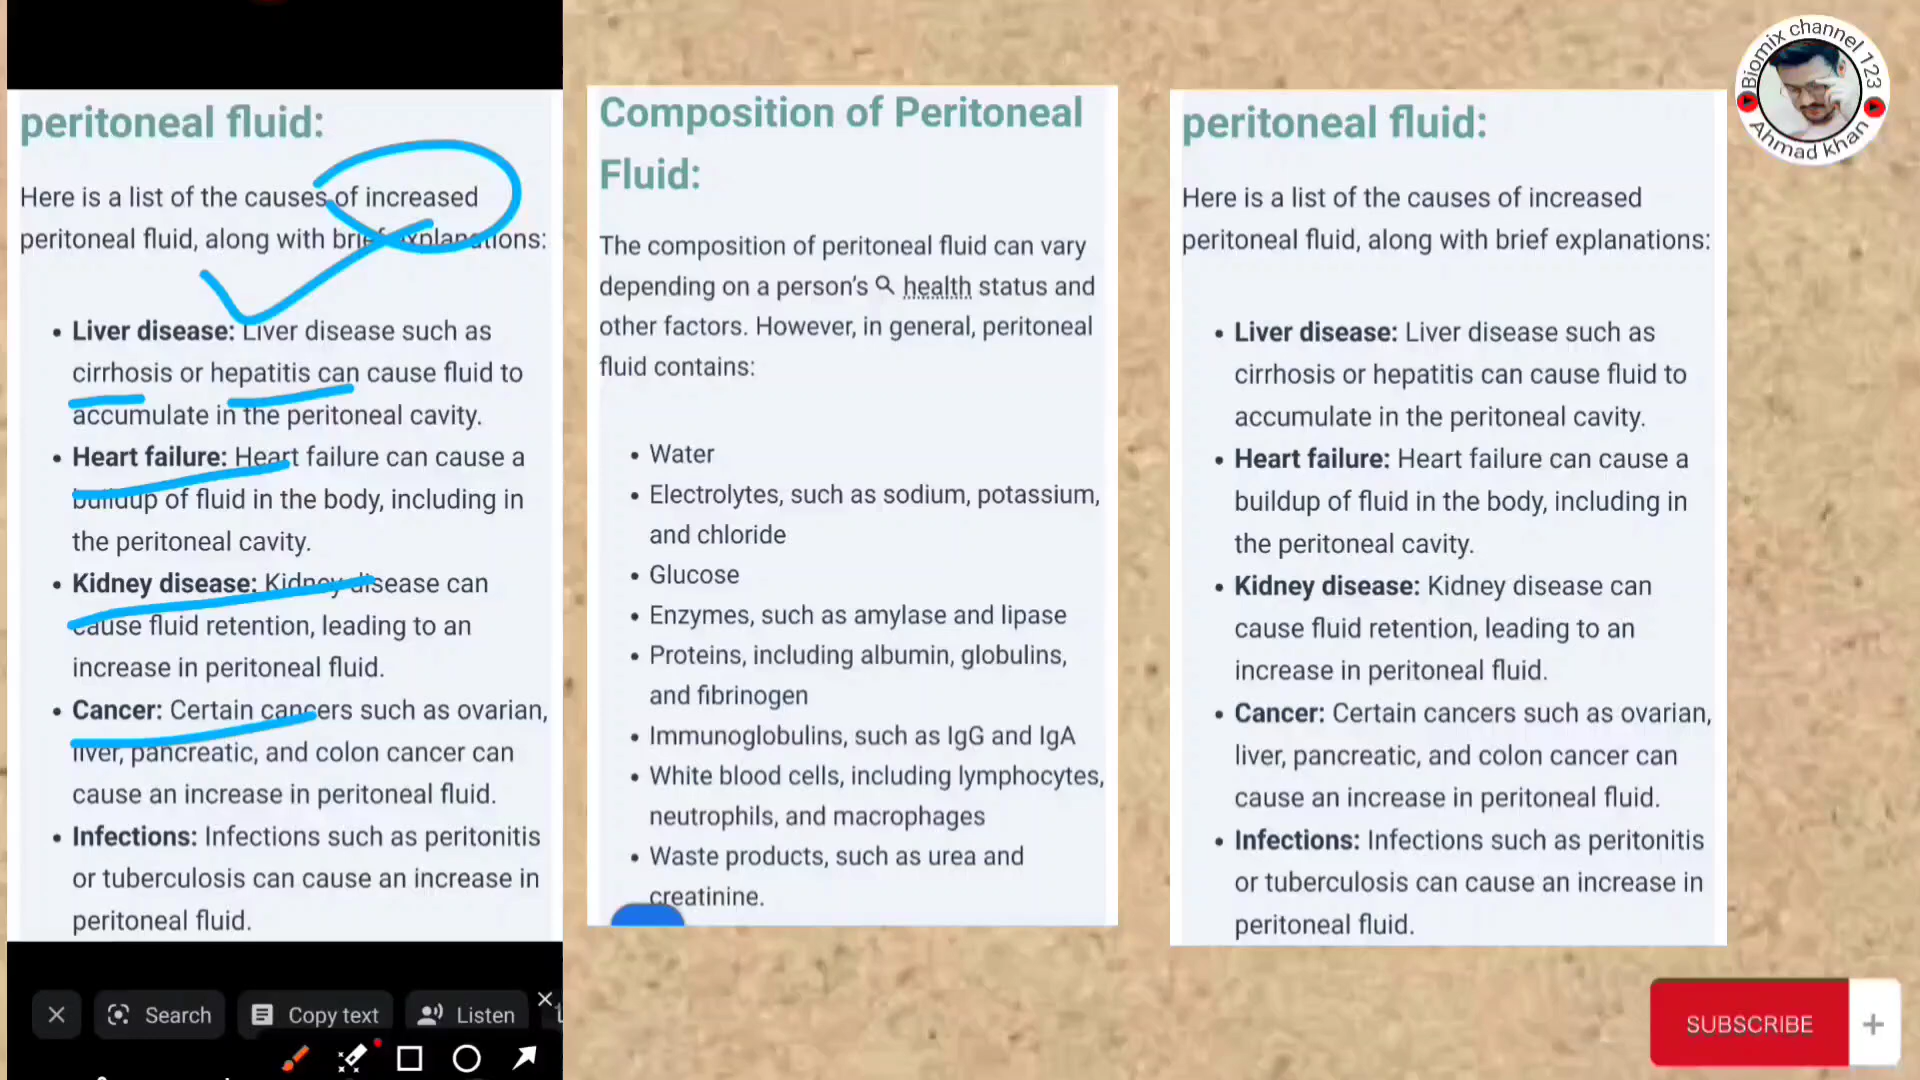 peritoneal fluid:
Here is a list of the causes of increased
peritoneal fluid, along with brief explanations:
• Liver disease: Liver disease such as
cirrhosis or hepatitis can cause fluid to
accumulate in the peritoneal cavity.
• Heart failure: Heart failure can cause a
buildup of fluid in the body, including in
the peritoneal cavity.
• Kidney disease: Kidney disease can
cause fluid retention, leading to an
increase in peritoneal fluid.
• Cancer: Certain cancers such as ovarian,
liver, pancreatic, and colon cancer can
cause an increase in peritoneal fluid.
• Infections: Infections such as peritonitis
or tuberculosis can cause an increase in
peritoneal fluid.
Search
Copy text
Listen
Composition of Peritoneal
Fluid:
The composition of peritoneal fluid can vary
depending on a person's health status and
other factors. However, in general, peritoneal
fluid contains:
• Water
• Electrolytes, such as sodium, potassium,
and chloride
• Glucose
• Enzymes, such as amylase and lipase
• Proteins, including albumin, globulins,
and fibrinogen
• Immunoglobulins, such as IgG and IgA
• White blood cells, including lymphocytes,
neutrophils, and macrophages
• Waste products, such as urea and
creatinine.
peritoneal fluid:
Here is a list of the causes of increased
peritoneal fluid, along with brief explanations:
• Liver disease: Liver disease such as
cirrhosis or hepatitis can cause fluid to
accumulate in the peritoneal cavity.
• Heart failure: Heart failure can cause a
buildup of fluid in the body, including in
the peritoneal cavity.
• Kidney disease: Kidney disease can
cause fluid retention, leading to an
increase in peritoneal fluid.
• Cancer: Certain cancers such as ovarian,
liver, pancreatic, and colon cancer can
cause an increase in peritoneal fluid.
• Infections: Infections such as peritonitis
or tuberculosis can cause an increase in
peritoneal fluid.
Biomix channel 123
Ahmad khan
SUBSCRIBE +